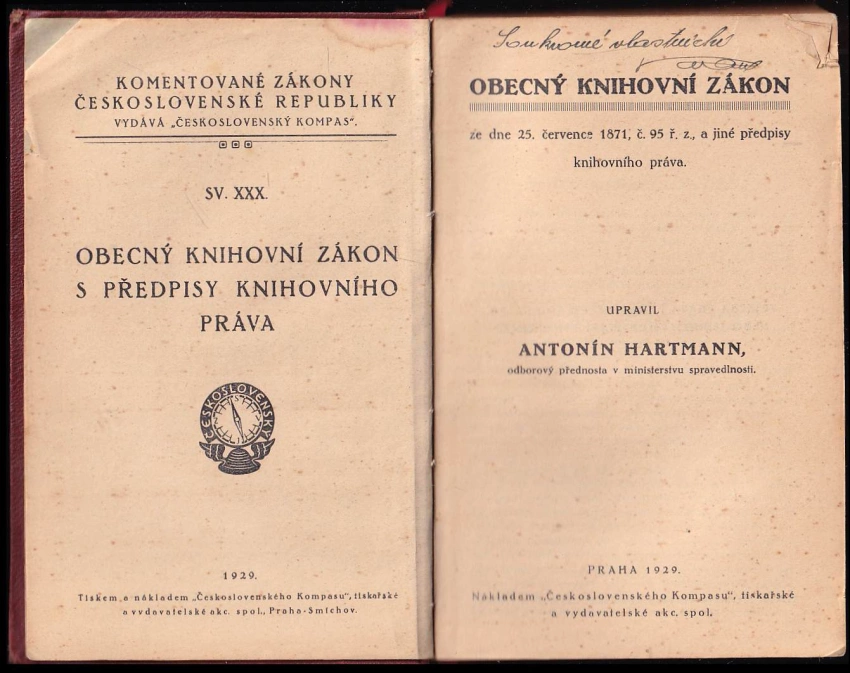 KOMENTOVANÉ ZÁKONY
ČESKOSLOVENSKÉ REPUBLIKY
VYDÁVÁ „ČESKOSLOVENSKÝ KOMPAS“.
SV. XXX.
OBECNÝ KNIHOVNÍ ZÁKON
S PŘEDPISY KNIHOVNÍHO
PRÁVA
ČESKOSLOVENSKÝ
1929.
Tiskem a nákladem „Československého Kompasu“, tiskařské
a vydavatelské akc. spol., Praha-Smíchov.
Soukromé vlastnictví
OBECNÝ KNIHOVNÍ ZÁKON
ze dne 25. července 1871, č. 95 ř. z., a jiné předpisy
knihovního práva.
UPRAVIL
ANTONÍN HARTMANN,
odborový přednosta v ministerstvu spravedlnosti.
PRAHA 1929.
Nákladem „Československého Kompasu“, tiskařské
a vydavatelské akc. spol.